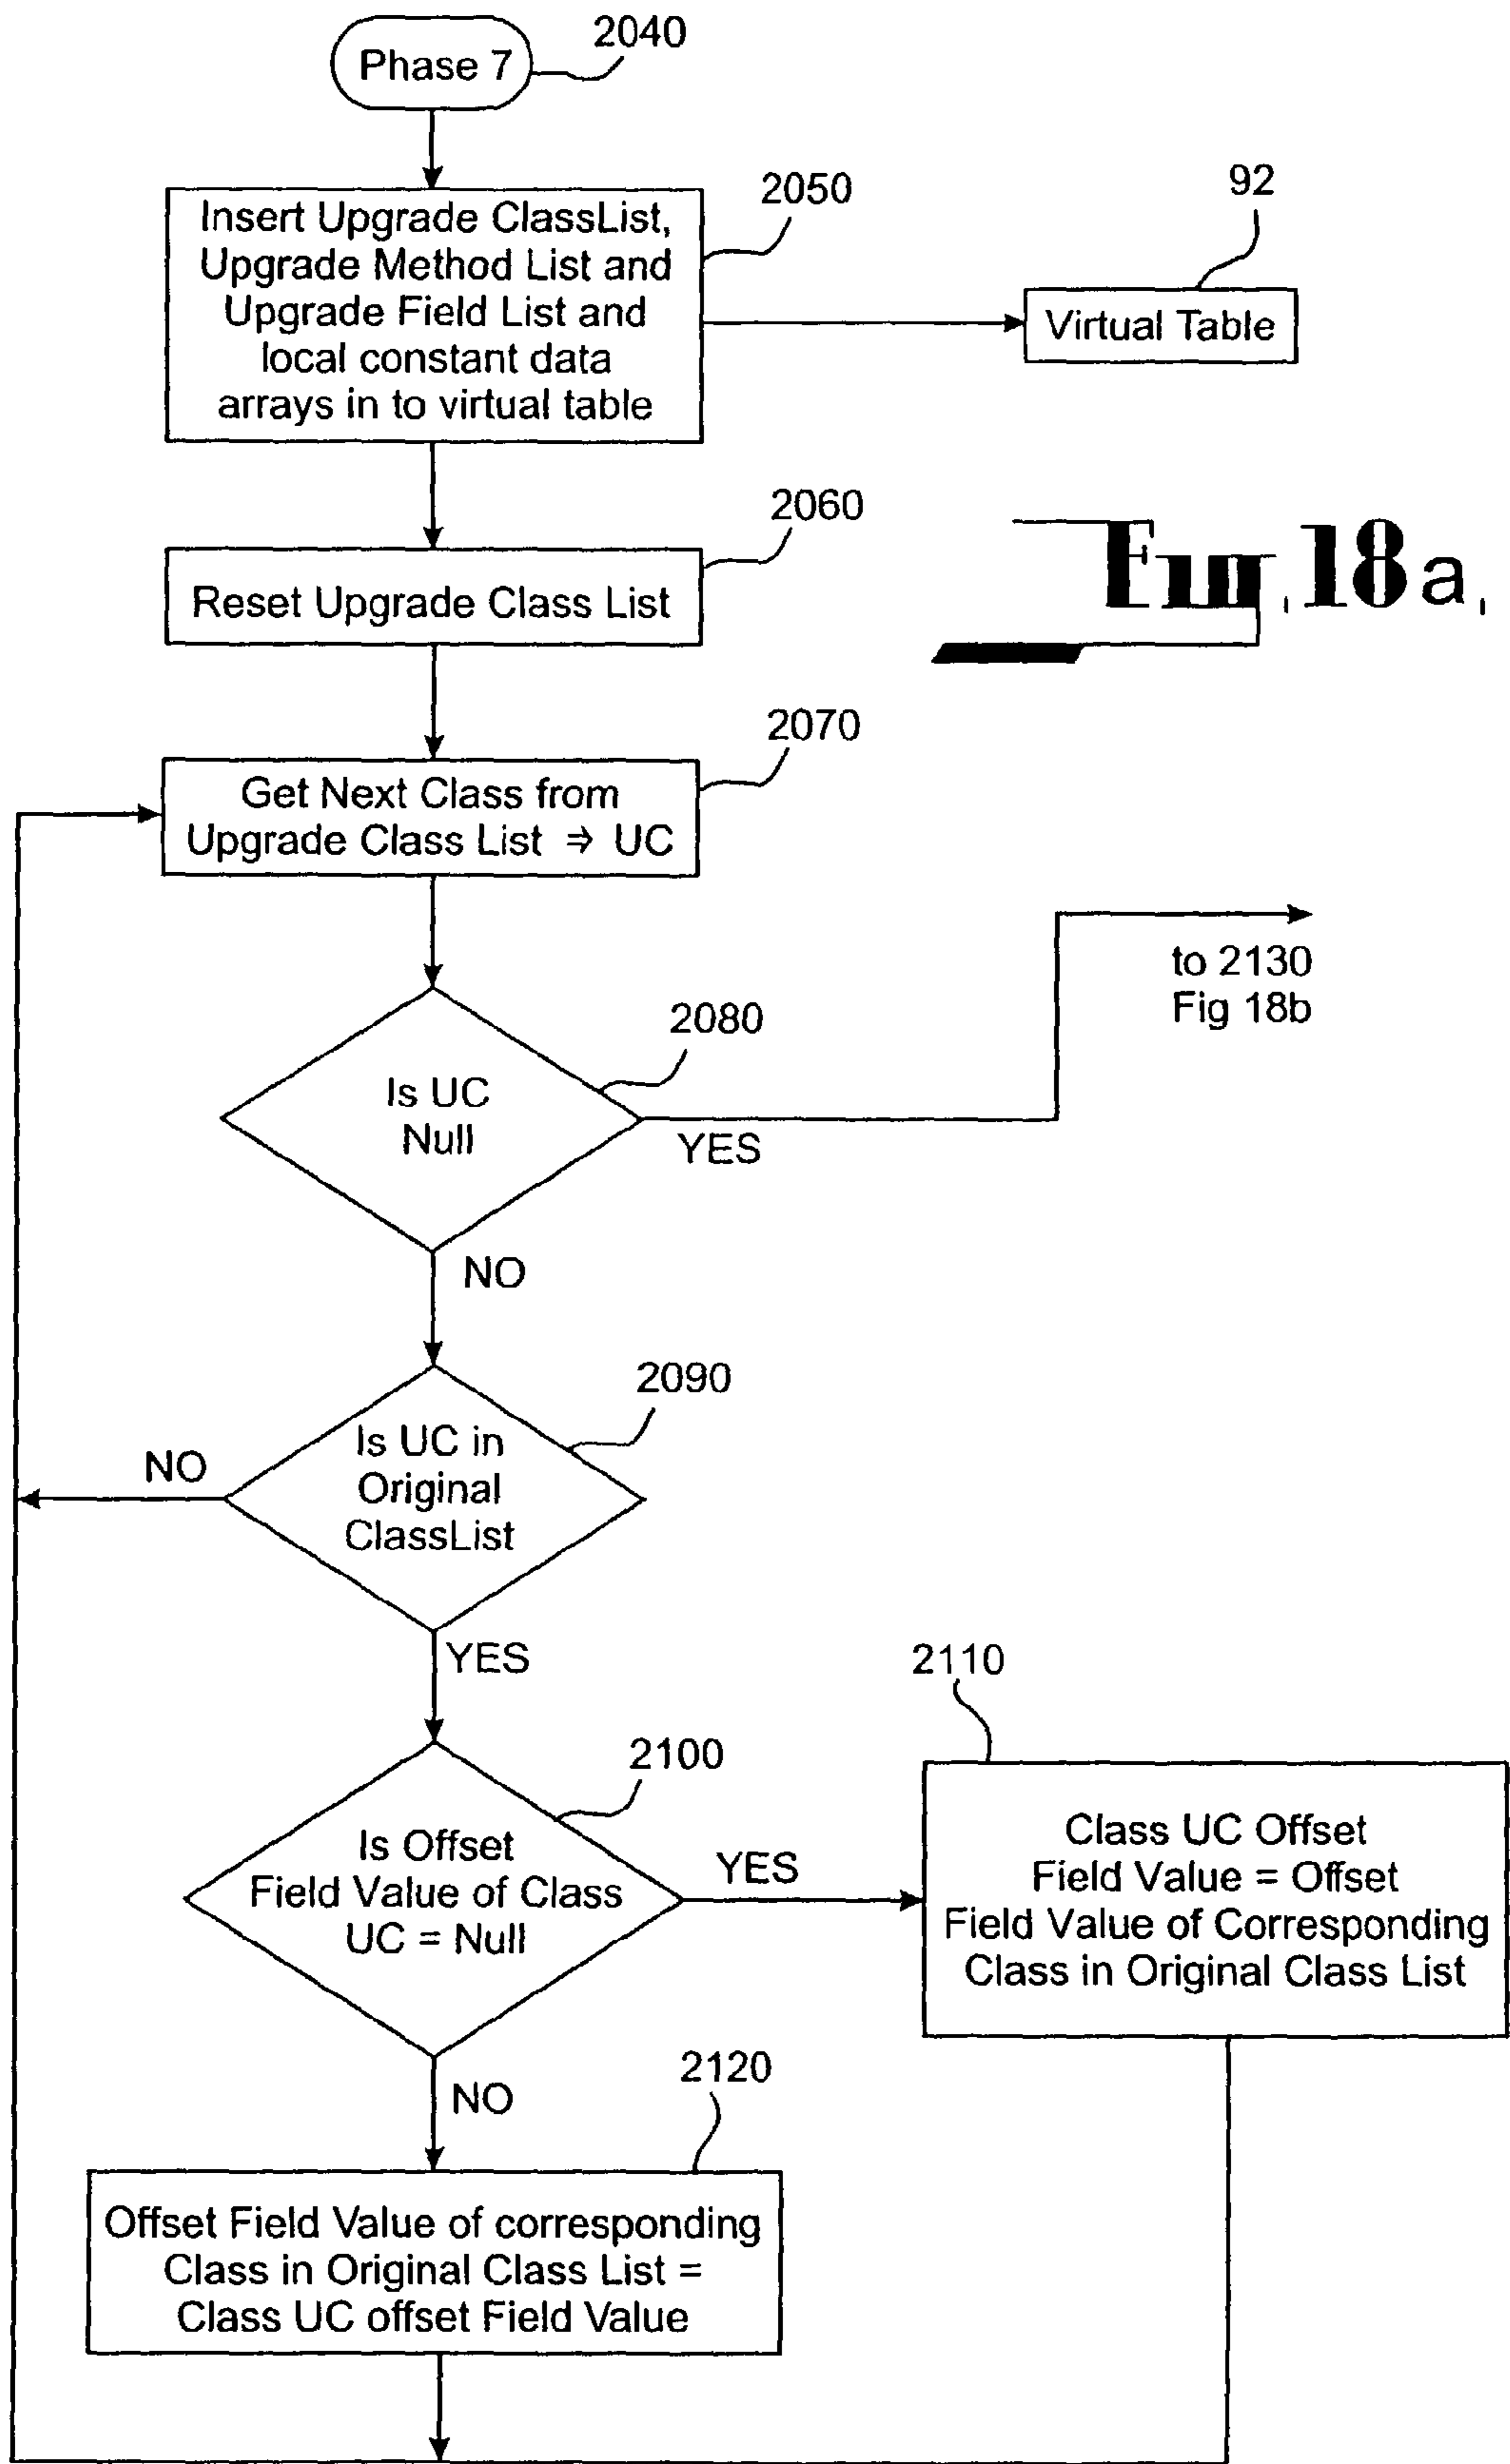 Phase 7
2040
Insert Upgrade ClassList,
Upgrade Method List and
Upgrade Field List and
local constant data
arrays in to virtual table
2050
92
Virtual Table
Reset Upgrade Class List
2060
Fig. 18a.
Get Next Class from
Upgrade Class List ⇒ UC
2070
to 2130
Fig 18b
Is UC
Null
2080
YES
NO
Is UC in
Original
ClassList
2090
NO
YES
Is Offset
Field Value of Class
UC = Null
2100
YES
2110
Class UC Offset
Field Value = Offset
Field Value of Corresponding
Class in Original Class List
NO
2120
Offset Field Value of corresponding
Class in Original Class List =
Class UC offset Field Value